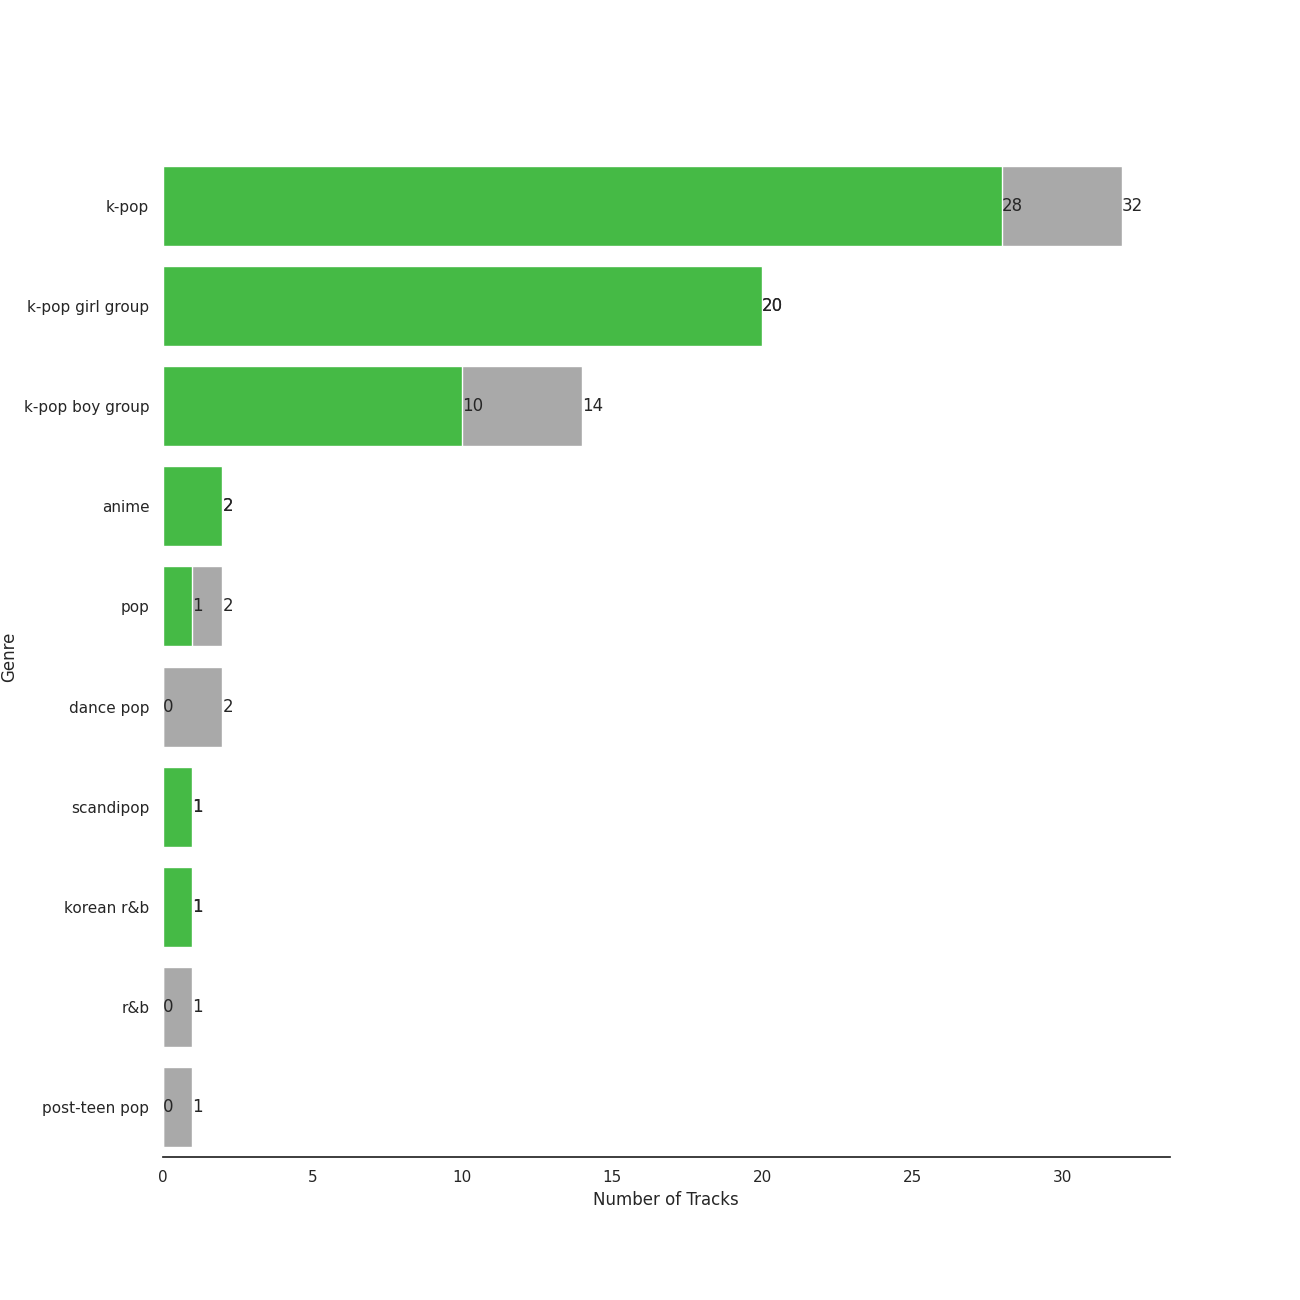 k-pop 28 32
k-pop girl group 20
k-pop boy group 10 14
anime 2
pop 1 2
dance pop 0 2
scandipop 1
korean r&b 1
r&b 0 1
post-teen pop 0 1
Genre
0 5 10 15 20 25 30
Number of Tracks